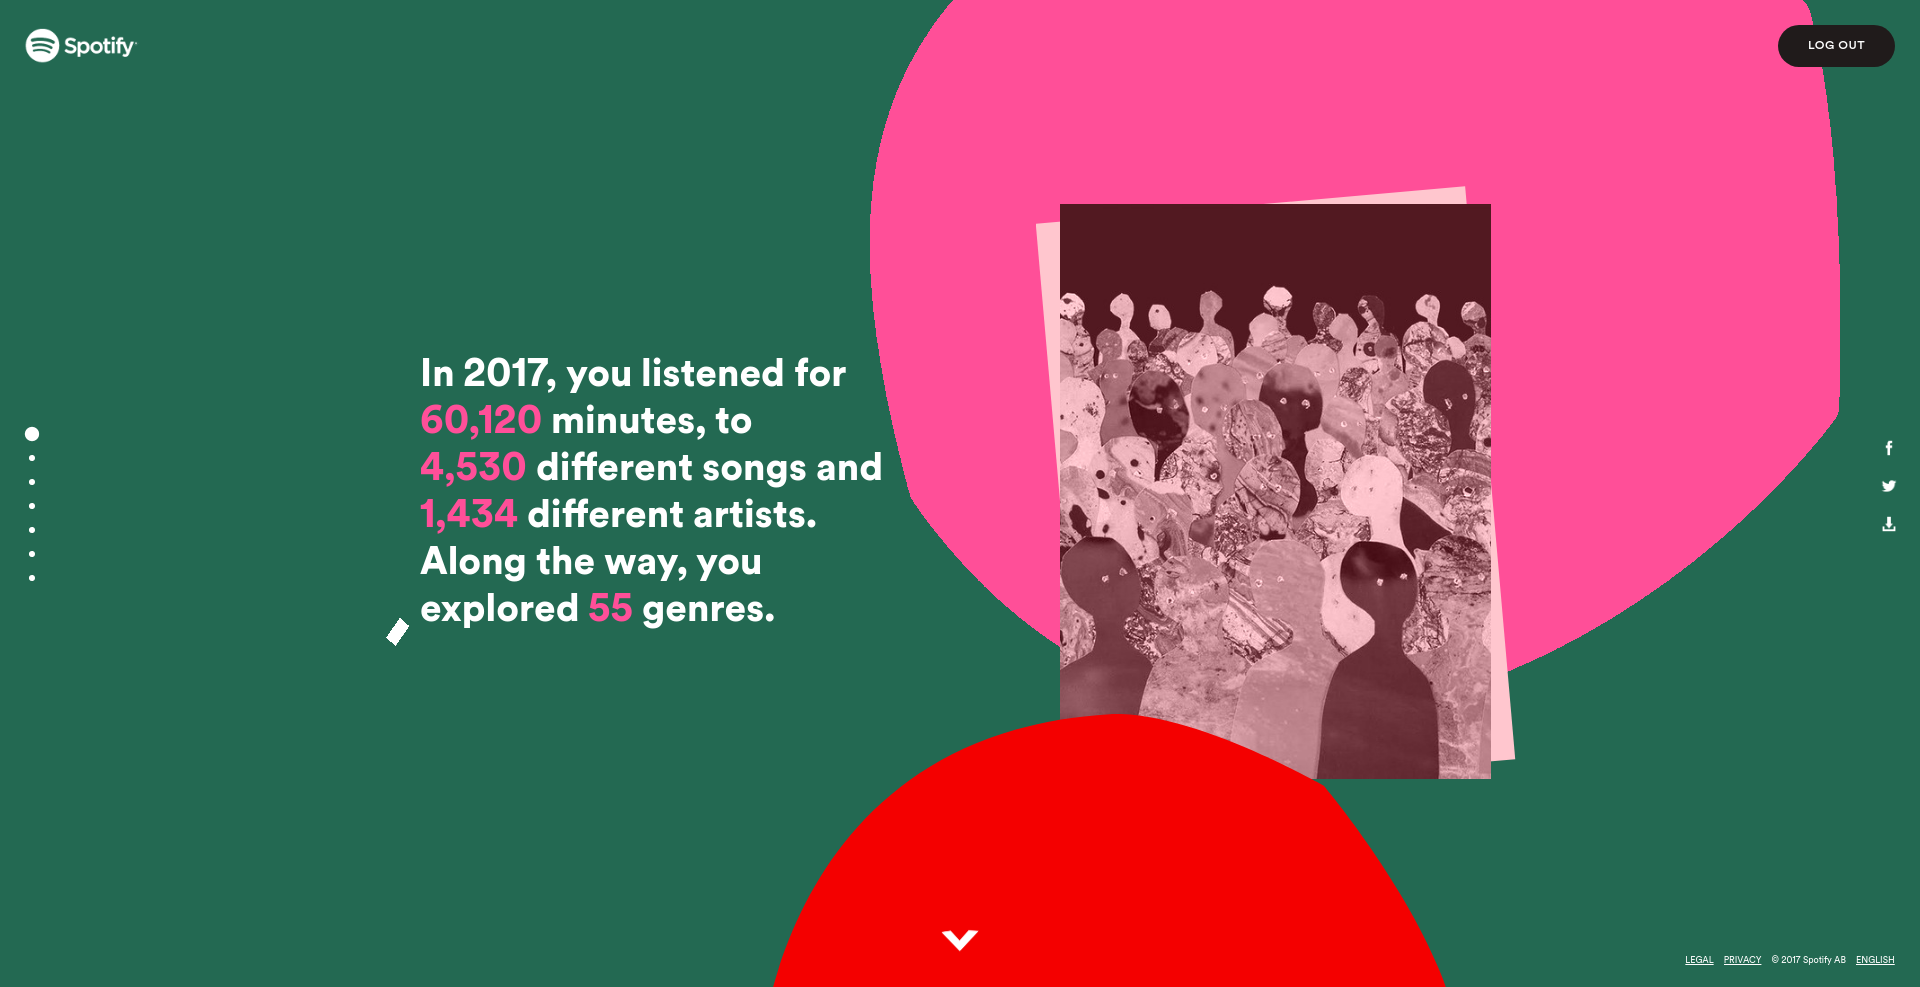 Spotify
LOG OUT
In 2017, you listened for
60,120 minutes, to
4,530 different songs and
1,434 different artists.
Along the way, you
explored 55 genres.
LEGAL PRIVACY © 2017 Spotify AB ENGLISH